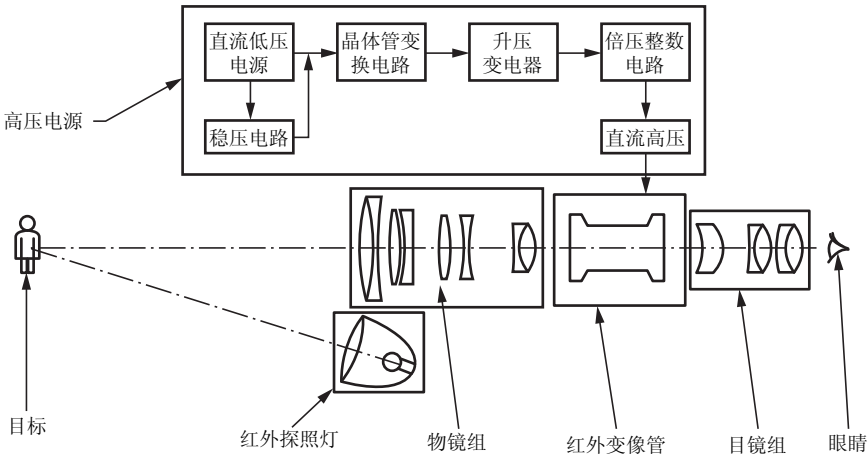 直流低压
电源
晶体管变
换电路
升压
变电器
倍压整数
电路
稳压电路
直流高压
高压电源
目标
红外探照灯
物镜组
红外变像管
目镜组
眼睛